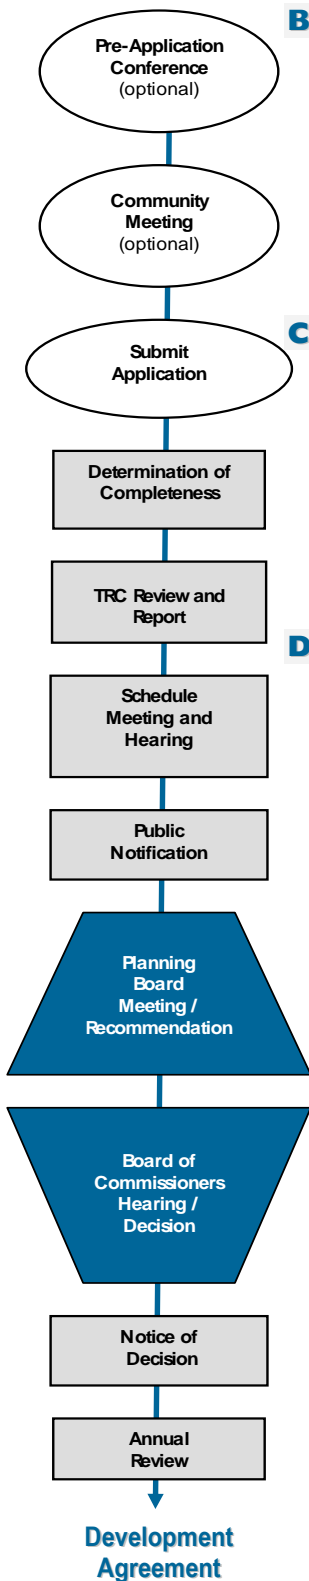 B
Pre-Application
Conference
(optional)
Community
Meeting
(optional)
C
Submit
Application
Determination of
Completeness
TRC Review and
Report
D
Schedule
Meeting and
Hearing
Public
Notification
Planning
Board
Meeting /
Recommendation
Board of
Commissioners
Hearing /
Decision
Notice of
Decision
Annual
Review
Development
Agreement